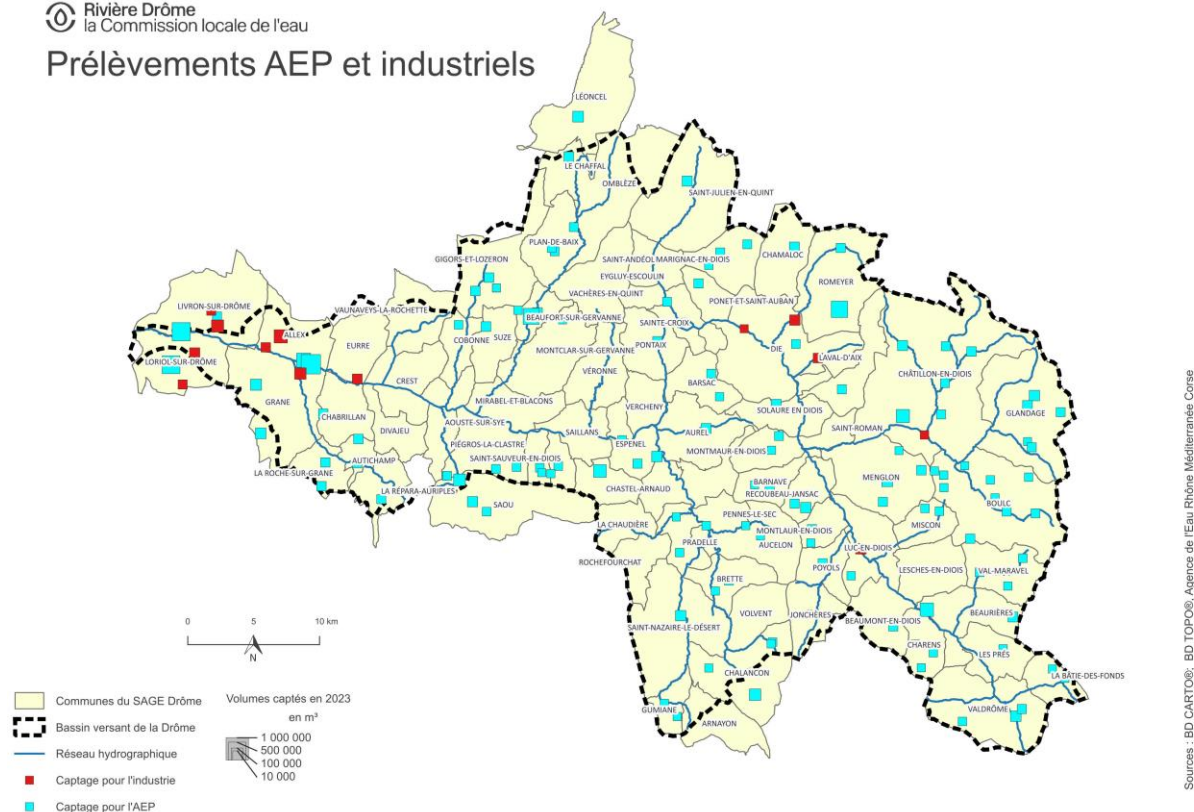 Rivière Drôme
la Commission locale de l'eau
Prélèvements AEP et industriels
LÉONCEL
LE CHAFFAL
OMBLÈZE
SAINT-JULIEN-EN-QUINT
PLAN-DE-BAIX
GIGORS-ET-LOZERON
SAINT-ANDÉOL
MARIGNAC-EN-DIOIS
CHAMALOC
EYGLUY-ESCOULIN
ROMEYER
VACHÈRES-EN-QUINT
PONET-ET-SAINT-AUBAN
LIVRON-SUR-DRÔME
VAUNAVEYS-LA-ROCHETTE
BEAUFORT-SUR-GERVANNE
SAINTE-CROIX
ALLEX
EURRE
COBONNE
SUZE
PONTAIX
DIE
MONTCLAR-SUR-GERVANNE
LAVAL-D'AIX
LORIOL-SUR-DRÔME
VÉRONNE
CHÂTILLON-EN-DIOIS
CREST
BARSAC
GRANE
MIRABEL-ET-BLACONS
VERCHENY
SOLAURE EN DIOIS
GLANDAGE
CHABRILLAN
AOUSTE-SUR-SYE
DIVAJEU
SAILLANS
AUREL
SAINT-ROMAN
ESPENEL
PIÉGROS-LA-CLASTRE
MONTMAUR-EN-DIOIS
SAINT-SAUVEUR-EN-DIOIS
AUTICHAMP
LA ROCHE-SUR-GRANE
MENGLON
BARNAVE
CHASTEL-ARNAUD
LA RÉPARA-AURIPLES
RECOUBEAU-JANSAC
SAOU
BOULC
PENNES-LE-SEC
LA CHAUDIÈRE
MISCON
MONTLAUR-EN-DIOIS
PRADELLE
AUCELON
LUC-EN-DIOIS
ROCHEFOURCHAT
POYOLS
LESCHES-EN-DIOIS
VAL-MARAVEL
BRETTE
VOLVENT
JONCHÈRES
BEAURIÈRES
BEAUMONT-EN-DIOIS
SAINT-NAZAIRE-LE-DÉSERT
CHARENS
LES PRÉS
CHALANCON
LA BÂTIE-DES-FONDS
GUMIANE
VALDRÔME
ARNAYON
0 5 10 km
N
Communes du SAGE Drôme
Bassin versant de la Drôme
Réseau hydrographique
Captage pour l'industrie
Captage pour l'AEP
Volumes captés en 2023
en m³
1 000 000
500 000
100 000
10 000
Sources : BD CARTO®; BD TOPO®, Agence de l'Eau Rhône Méditerranée Corse